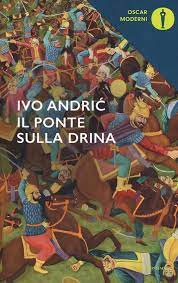 OSCAR
MODERNI
IVO ANDRIĆ
IL PONTE
SULLA DRINA